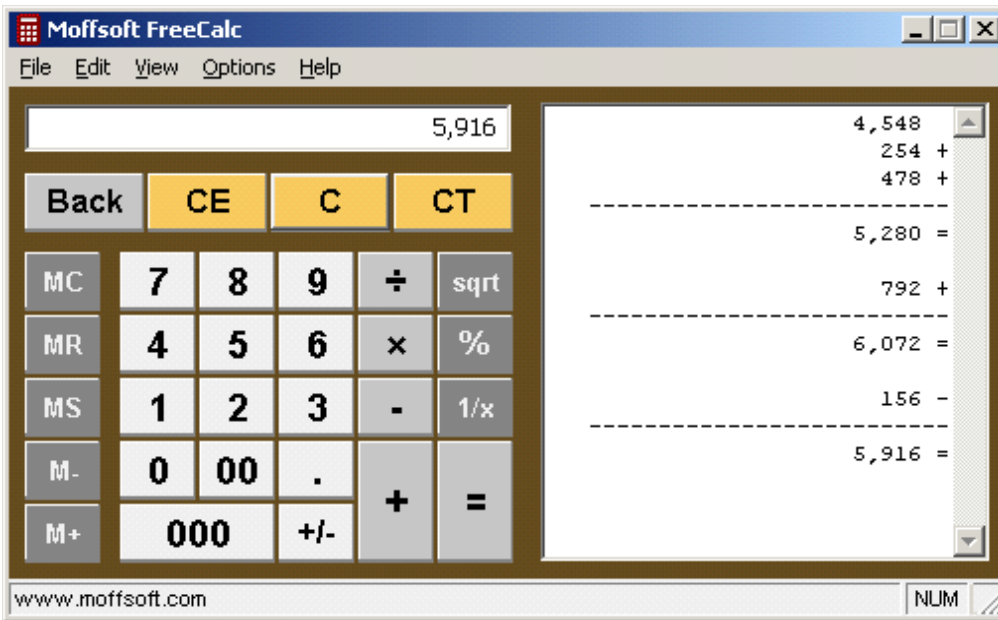 Moffsoft FreeCalc
File Edit View Options Help
5,916
Back CE C CT
MC 7 8 9 ÷ sqrt
MR 4 5 6 × %
MS 1 2 3 - 1/x
M- 0 00 . + =
M+ 000 +/-
4,548
254 +
478 +
------------------------
5,280 =
792 +
------------------------
6,072 =
156 -
------------------------
5,916 =
www.moffsoft.com NUM